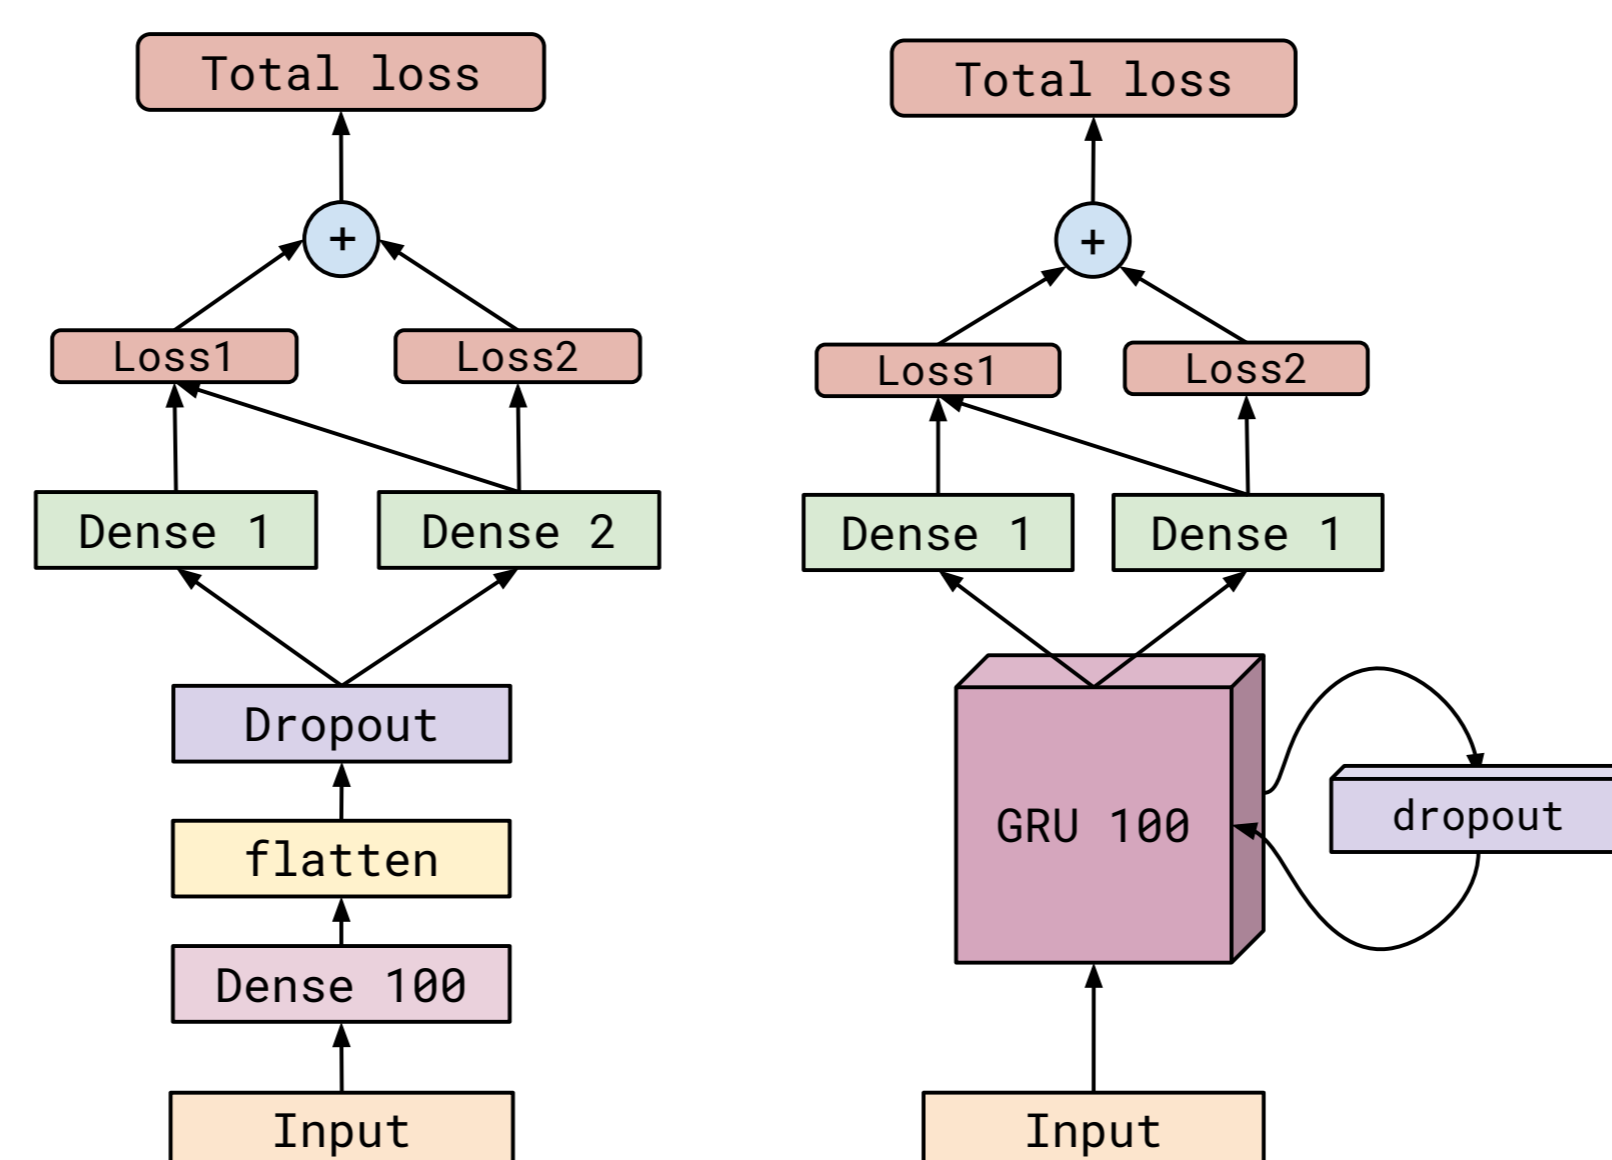 Total loss
+
Loss1
Loss2
Dense 1
Dense 2
Dropout
flatten
Dense 100
Input
Total loss
+
Loss1
Loss2
Dense 1
Dense 1
GRU 100
dropout
Input